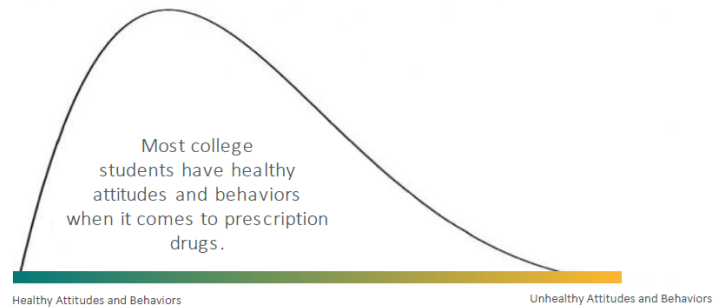 Most college
students have healthy
attitudes and behaviors
when it comes to prescription
drugs.
Healthy Attitudes and Behaviors
Unhealthy Attitudes and Behaviors